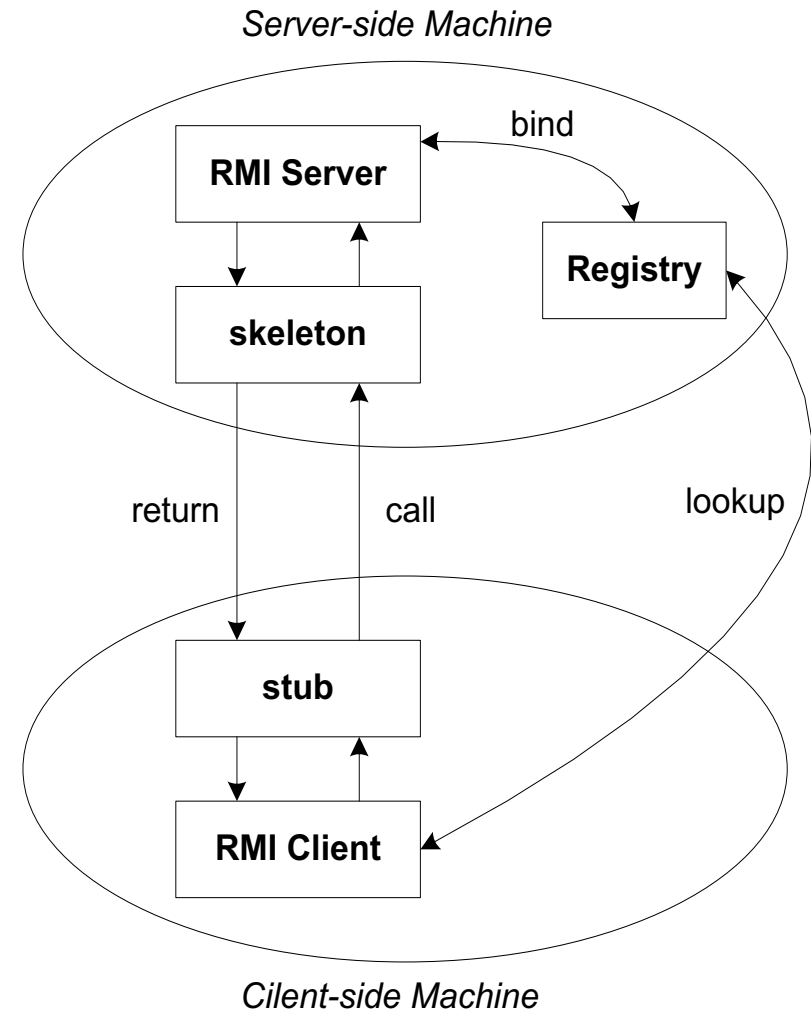 Server-side Machine
bind
RMI Server
Registry
skeleton
return
call
lookup
stub
RMI Client
Cilent-side Machine